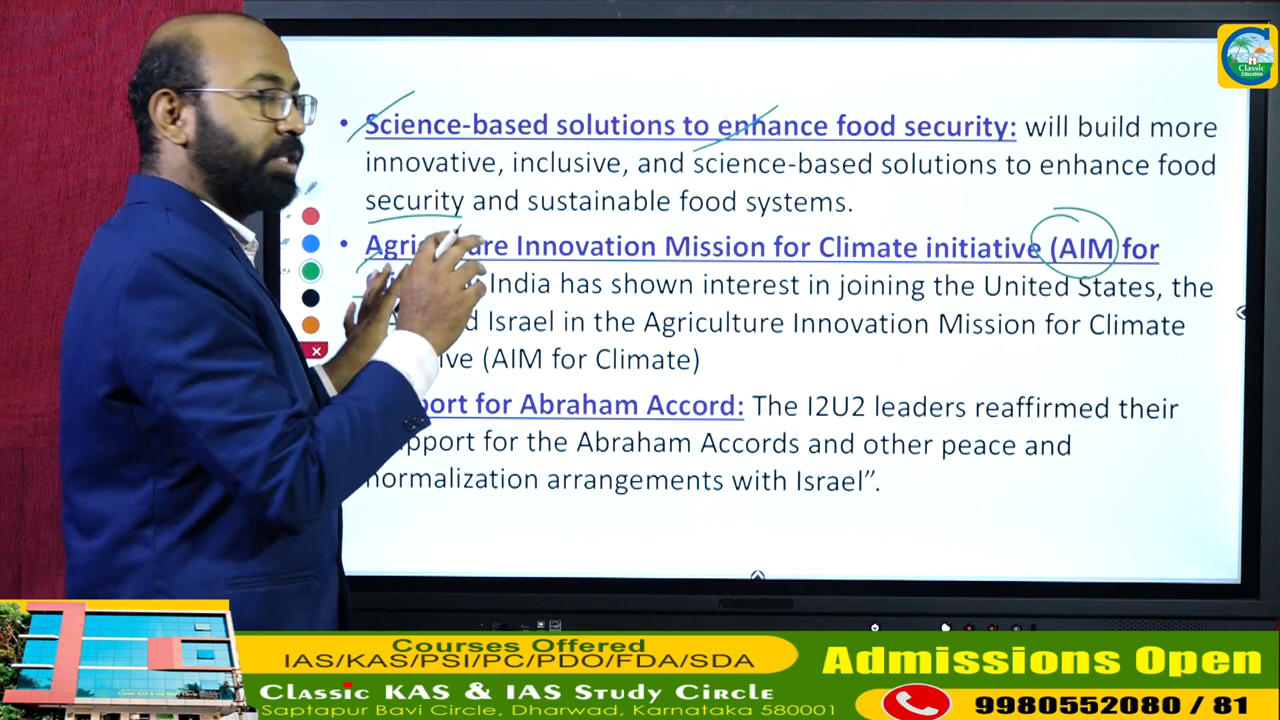 Classic
Education
• Science-based solutions to enhance food security: will build more
innovative, inclusive, and science-based solutions to enhance food
security and sustainable food systems.
• Innovation Mission for Climate initiative (AIM for
India has shown interest in joining the United States, the
Israel in the Agriculture Innovation Mission for Climate
(AIM for Climate)
for Abraham Accord: The I2U2 leaders reaffirmed their
for the Abraham Accords and other peace and
normalization arrangements with Israel”.
Courses Offered
IAS/KAS/PSI/PC/PDO/FDA/SDA
Classic KAS & IAS Study Circle
Saptapur Bavi Circle, Dharwad, Karnataka 580001
Admissions Open
9980552080 / 81